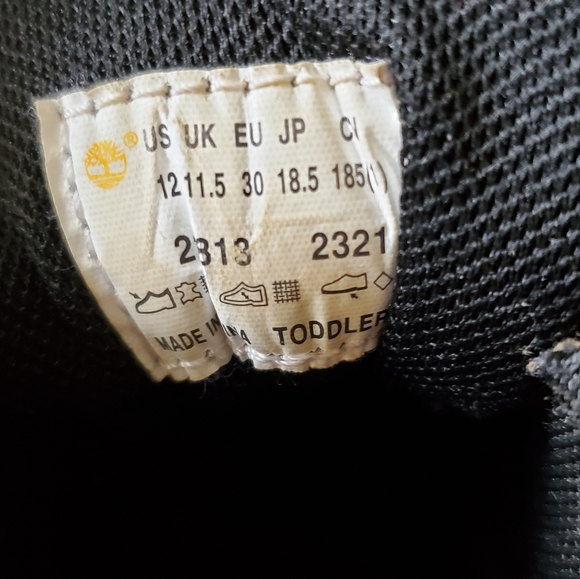 ® US UK EU JP
12 11.5 30 18.5 185(
2813 2321
MADE IN TODDLER